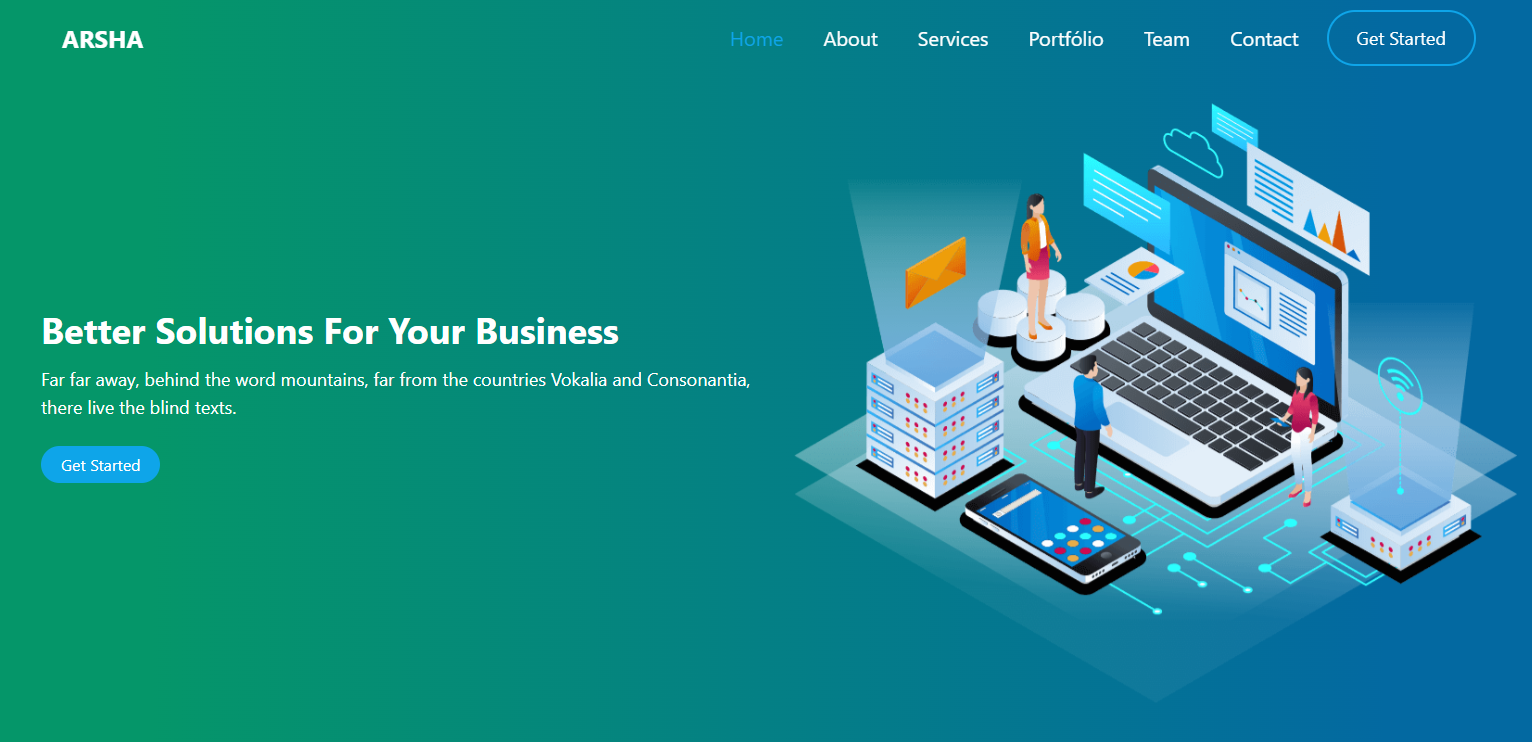 ARSHA
Home About Services Portfólio Team Contact Get Started
Better Solutions For Your Business
Far far away, behind the word mountains, far from the countries Vokalia and Consonantia,
there live the blind texts.
Get Started